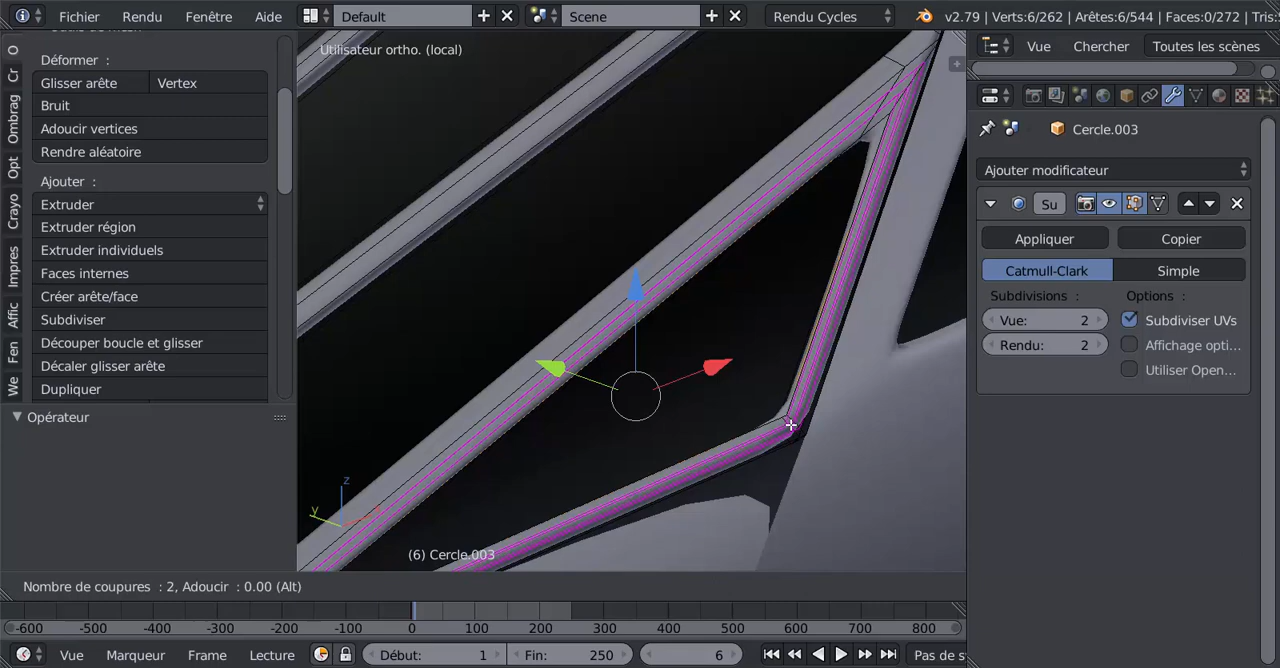 Fichier Rendu Fenêtre Aide Default Scene Rendu Cycles v2.79 | Verts:6/262 | Arêtes:6/544 | Faces:0/272 | Tris:
Utilisateur ortho. (local)
Vue Chercher Toutes les scènes
Déformer :
Glisser arête Vertex
Bruit
Adoucir vertices
Rendre aléatoire
Ajouter :
Extruder
Extruder région
Extruder individuels
Faces internes
Créer arête/face
Subdiviser
Découper boucle et glisser
Décaler glisser arête
Dupliquer
Opérateur
O
Cr
Ombrag
Opt
Crayo
Impres
Affic
Fen
We
z
y
(6) Cercle.003
Cercle.003
Ajouter modificateur
Su
Appliquer Copier
Catmull-Clark Simple
Subdivisions : Options :
Vue: 2 Subdiviser UVs
Rendu: 2 Affichage opti...
Utiliser Open...
Nombre de coupures : 2, Adoucir : 0.00 (Alt)
-600 -500 -400 -300 -200 -100 0 100 200 300 400 500 600 700 800
Vue Marqueur Frame Lecture Début: 1 Fin: 250 6 Pas de s